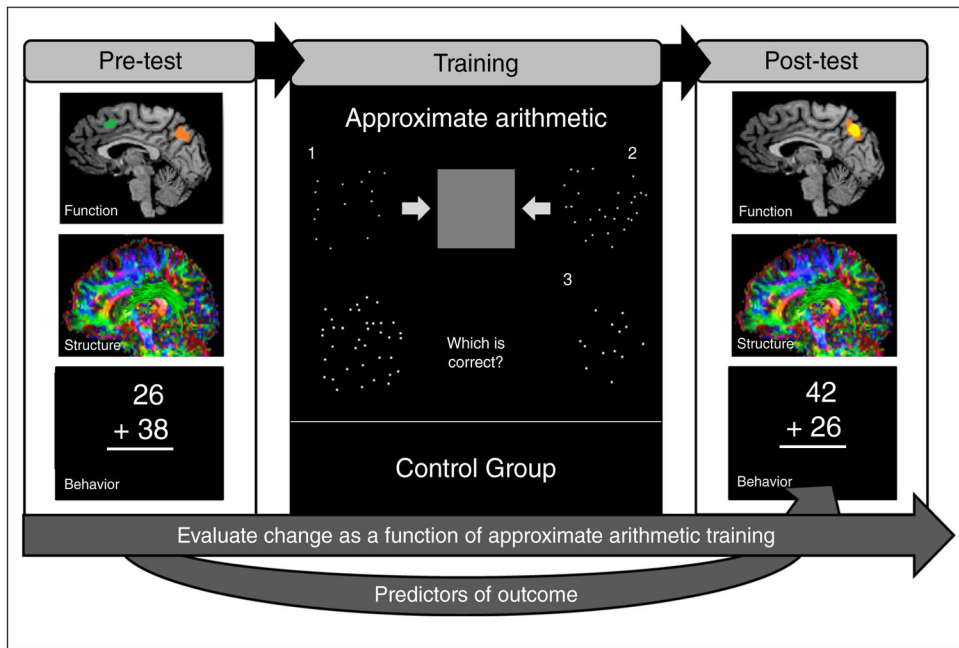 Pre-test
Training
Post-test
Function
Structure
26
+ 38
Behavior
Approximate arithmetic
1
2
3
Which is
correct?
Control Group
Function
Structure
42
+ 26
Behavior
Evaluate change as a function of approximate arithmetic training
Predictors of outcome